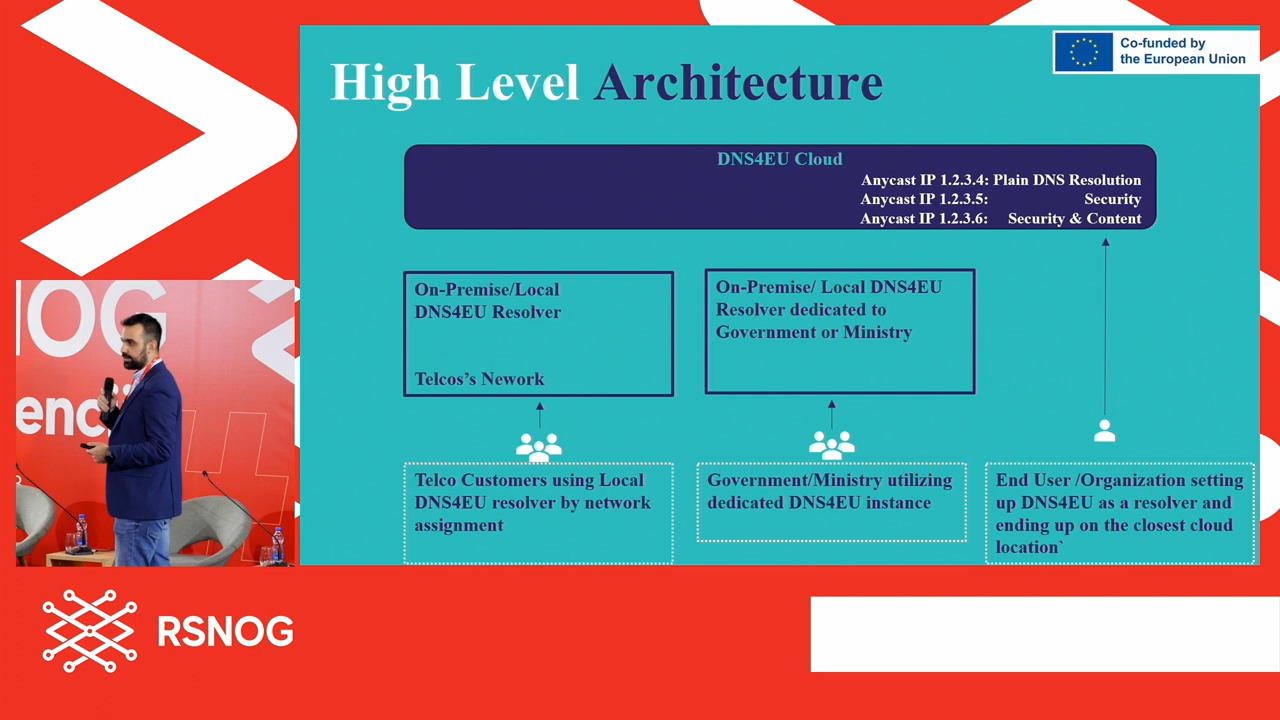 Co-funded by
the European Union
High Level Architecture
DNS4EU Cloud
Anycast IP 1.2.3.4: Plain DNS Resolution
Anycast IP 1.2.3.5: Security
Anycast IP 1.2.3.6: Security & Content
On-Premise/Local
DNS4EU Resolver
Telcos's Nework
On-Premise/ Local DNS4EU
Resolver dedicated to
Government or Ministry
Telco Customers using Local
DNS4EU resolver by network
assignment
Government/Ministry utilizing
dedicated DNS4EU instance
End User /Organization setting
up DNS4EU as a resolver and
ending up on the closest cloud
location`
NOG
enci
RSNOG